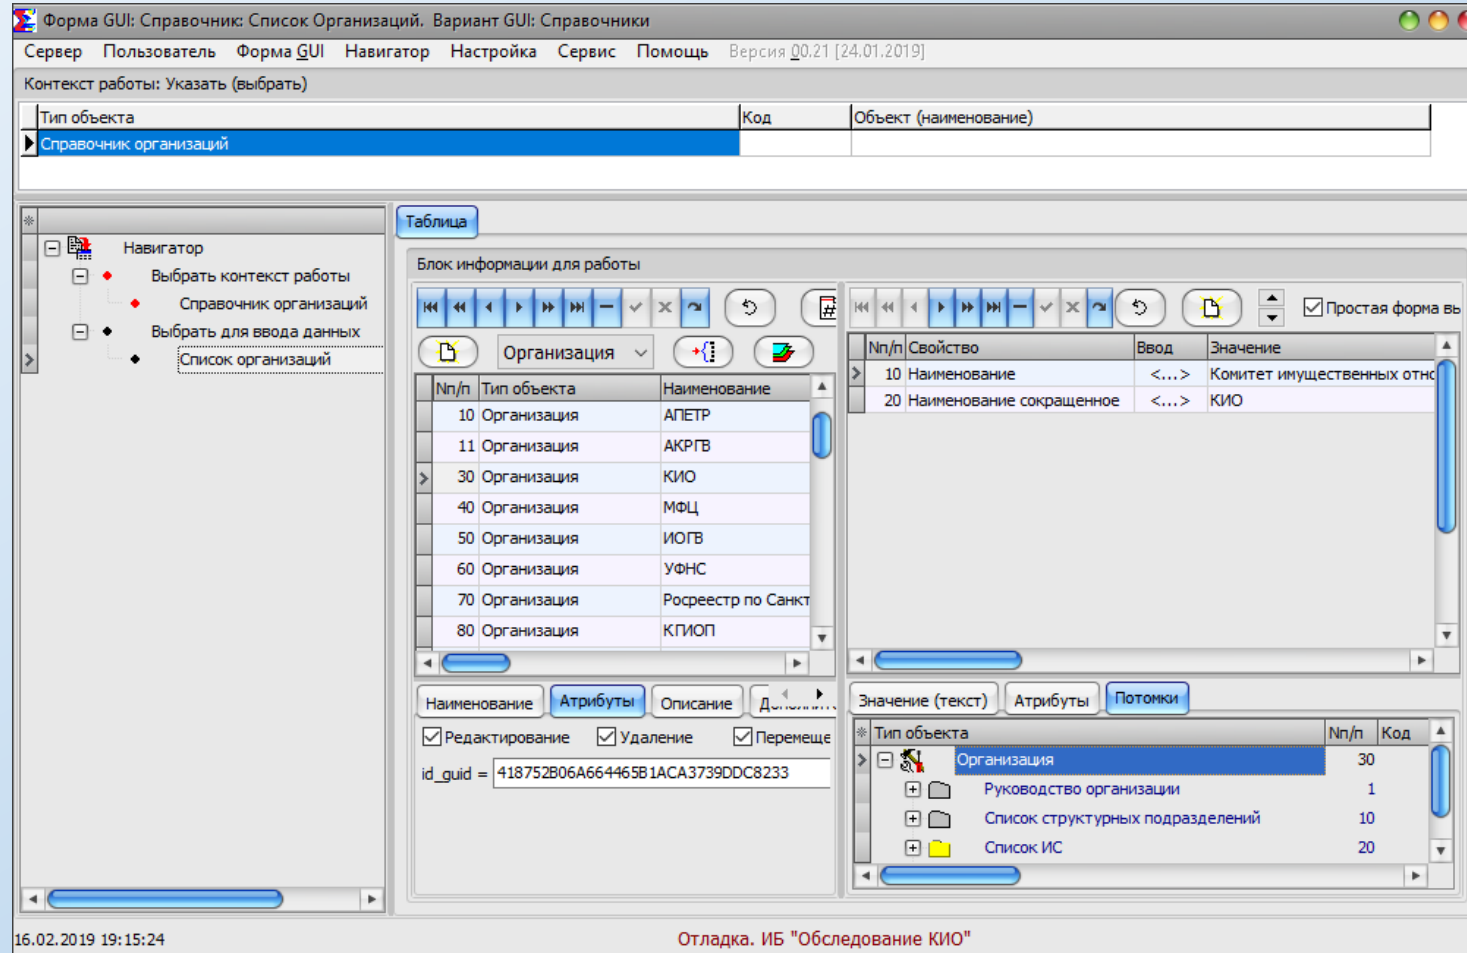 Форма GUI: Справочник: Список Организаций. Вариант GUI: Справочники
Сервер Пользователь Форма GUI Навигатор Настройка Сервис Помощь Версия 00.21 [24.01.2019]
Контекст работы: Указать (выбрать)
Тип объекта Код Объект (наименование)
Справочник организаций
Навигатор
Выбрать контекст работы
Справочник организаций
Выбрать для ввода данных
Список организаций
Таблица
Блок информации для работы
Организация
№п/п Тип объекта Наименование
10 Организация АПЕТР
11 Организация АКРГВ
30 Организация КИО
40 Организация МФЦ
50 Организация ИОГВ
60 Организация УФНС
70 Организация Росреестр по Санкт
80 Организация КГИОП
Наименование Атрибуты Описание
Редактирование Удаление Перемеще
id_guid = 418752B06A664465B1ACA3739DDC8233
Простая форма вы
№п/п Свойство Ввод Значение
10 Наименование <...> Комитет имущественных отнс
20 Наименование сокращенное <...> КИО
Значение (текст) Атрибуты Потомки
Тип объекта №п/п Код
Организация 30
Руководство организации 1
Список структурных подразделений 10
Список ИС 20
16.02.2019 19:15:24 Отладка. ИБ "Обследование КИО"